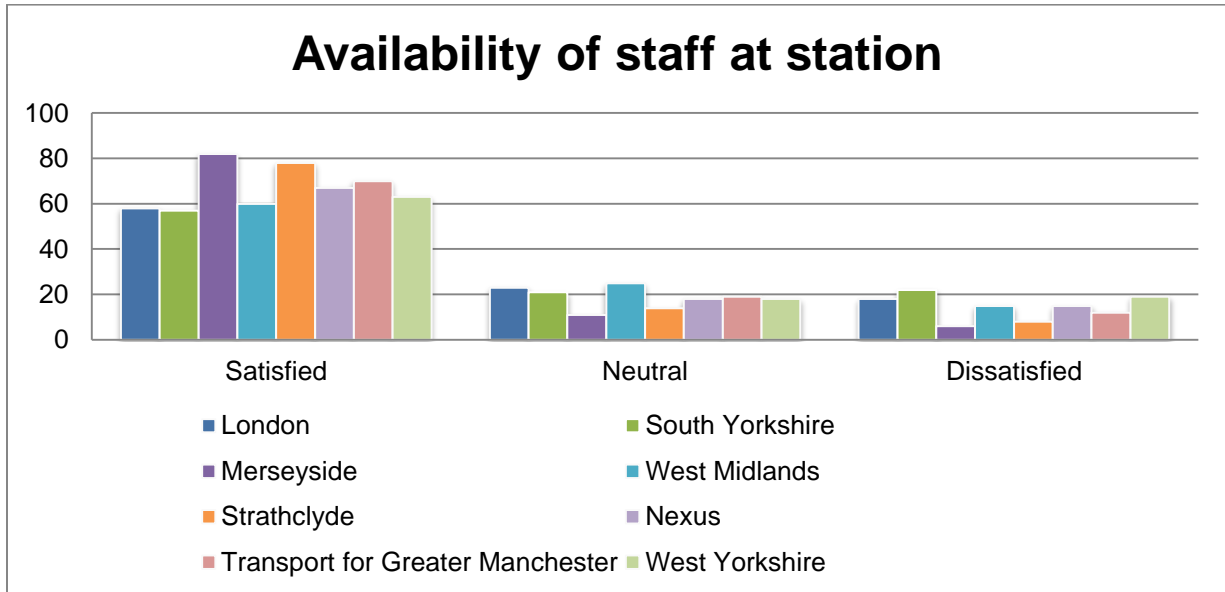 Availability of staff at station
100
80
60
40
20
0
Satisfied Neutral Dissatisfied
London South Yorkshire
Merseyside West Midlands
Strathclyde Nexus
Transport for Greater Manchester West Yorkshire